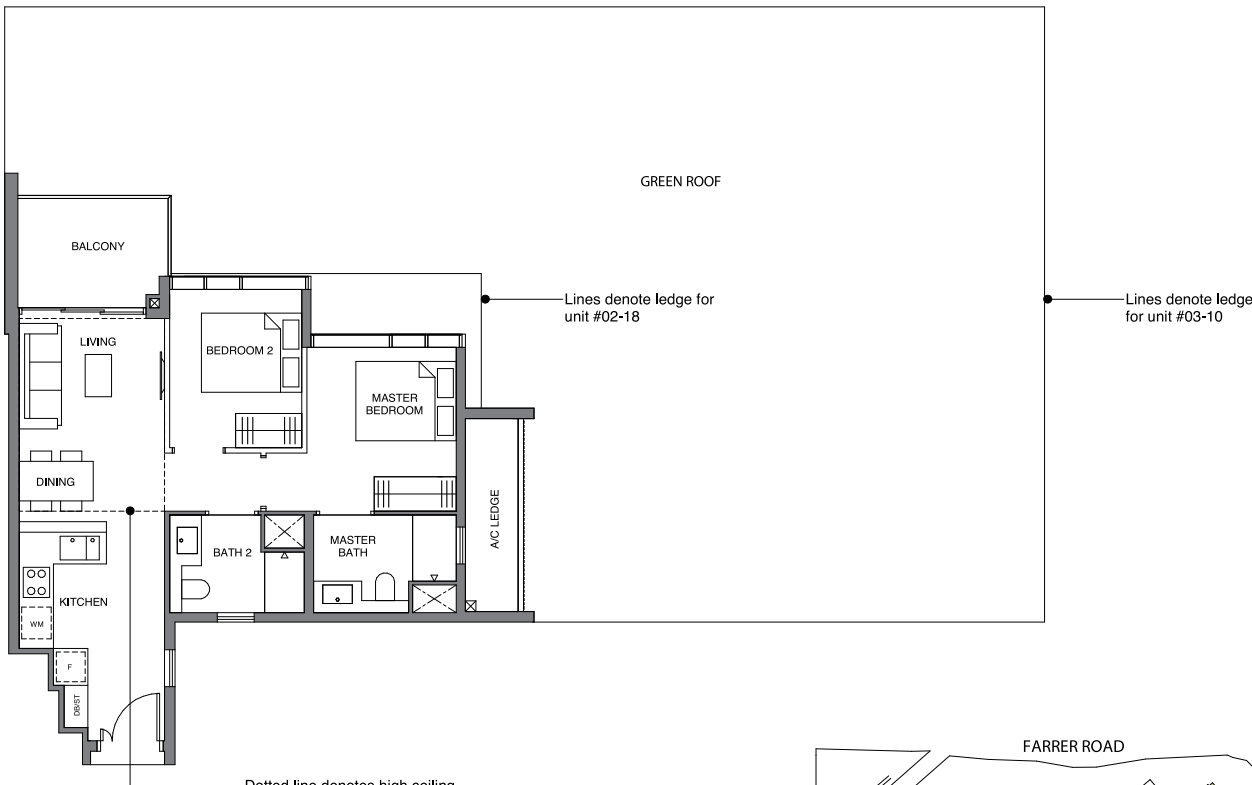 GREEN ROOF
BALCONY
Lines denote ledge for
unit #02-18
Lines denote ledge
for unit #03-10
LIVING
BEDROOM 2
MASTER
BEDROOM
DINING
A/C LEDGE
BATH 2
MASTER
BATH
KITCHEN
WM
F
DB/ST
FARRER ROAD
Dotted line denotes high ceiling